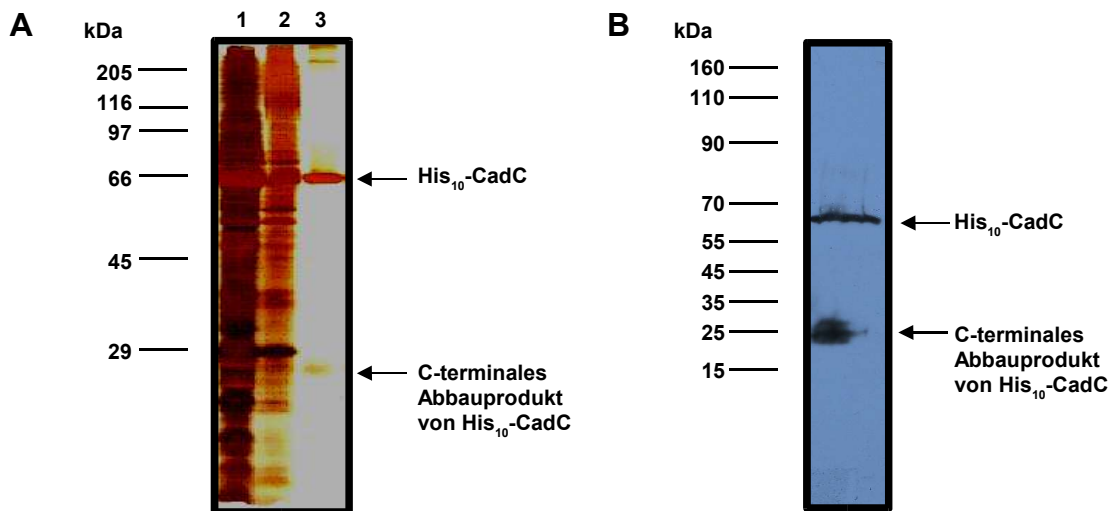 A
kDa
1 2 3
205
116
97
66
45
29
His₁₀-CadC
C-terminales
Abbauprodukt
von His₁₀-CadC
B
kDa
160
110
90
70
55
45
35
25
15
His₁₀-CadC
C-terminales
Abbauprodukt
von His₁₀-CadC